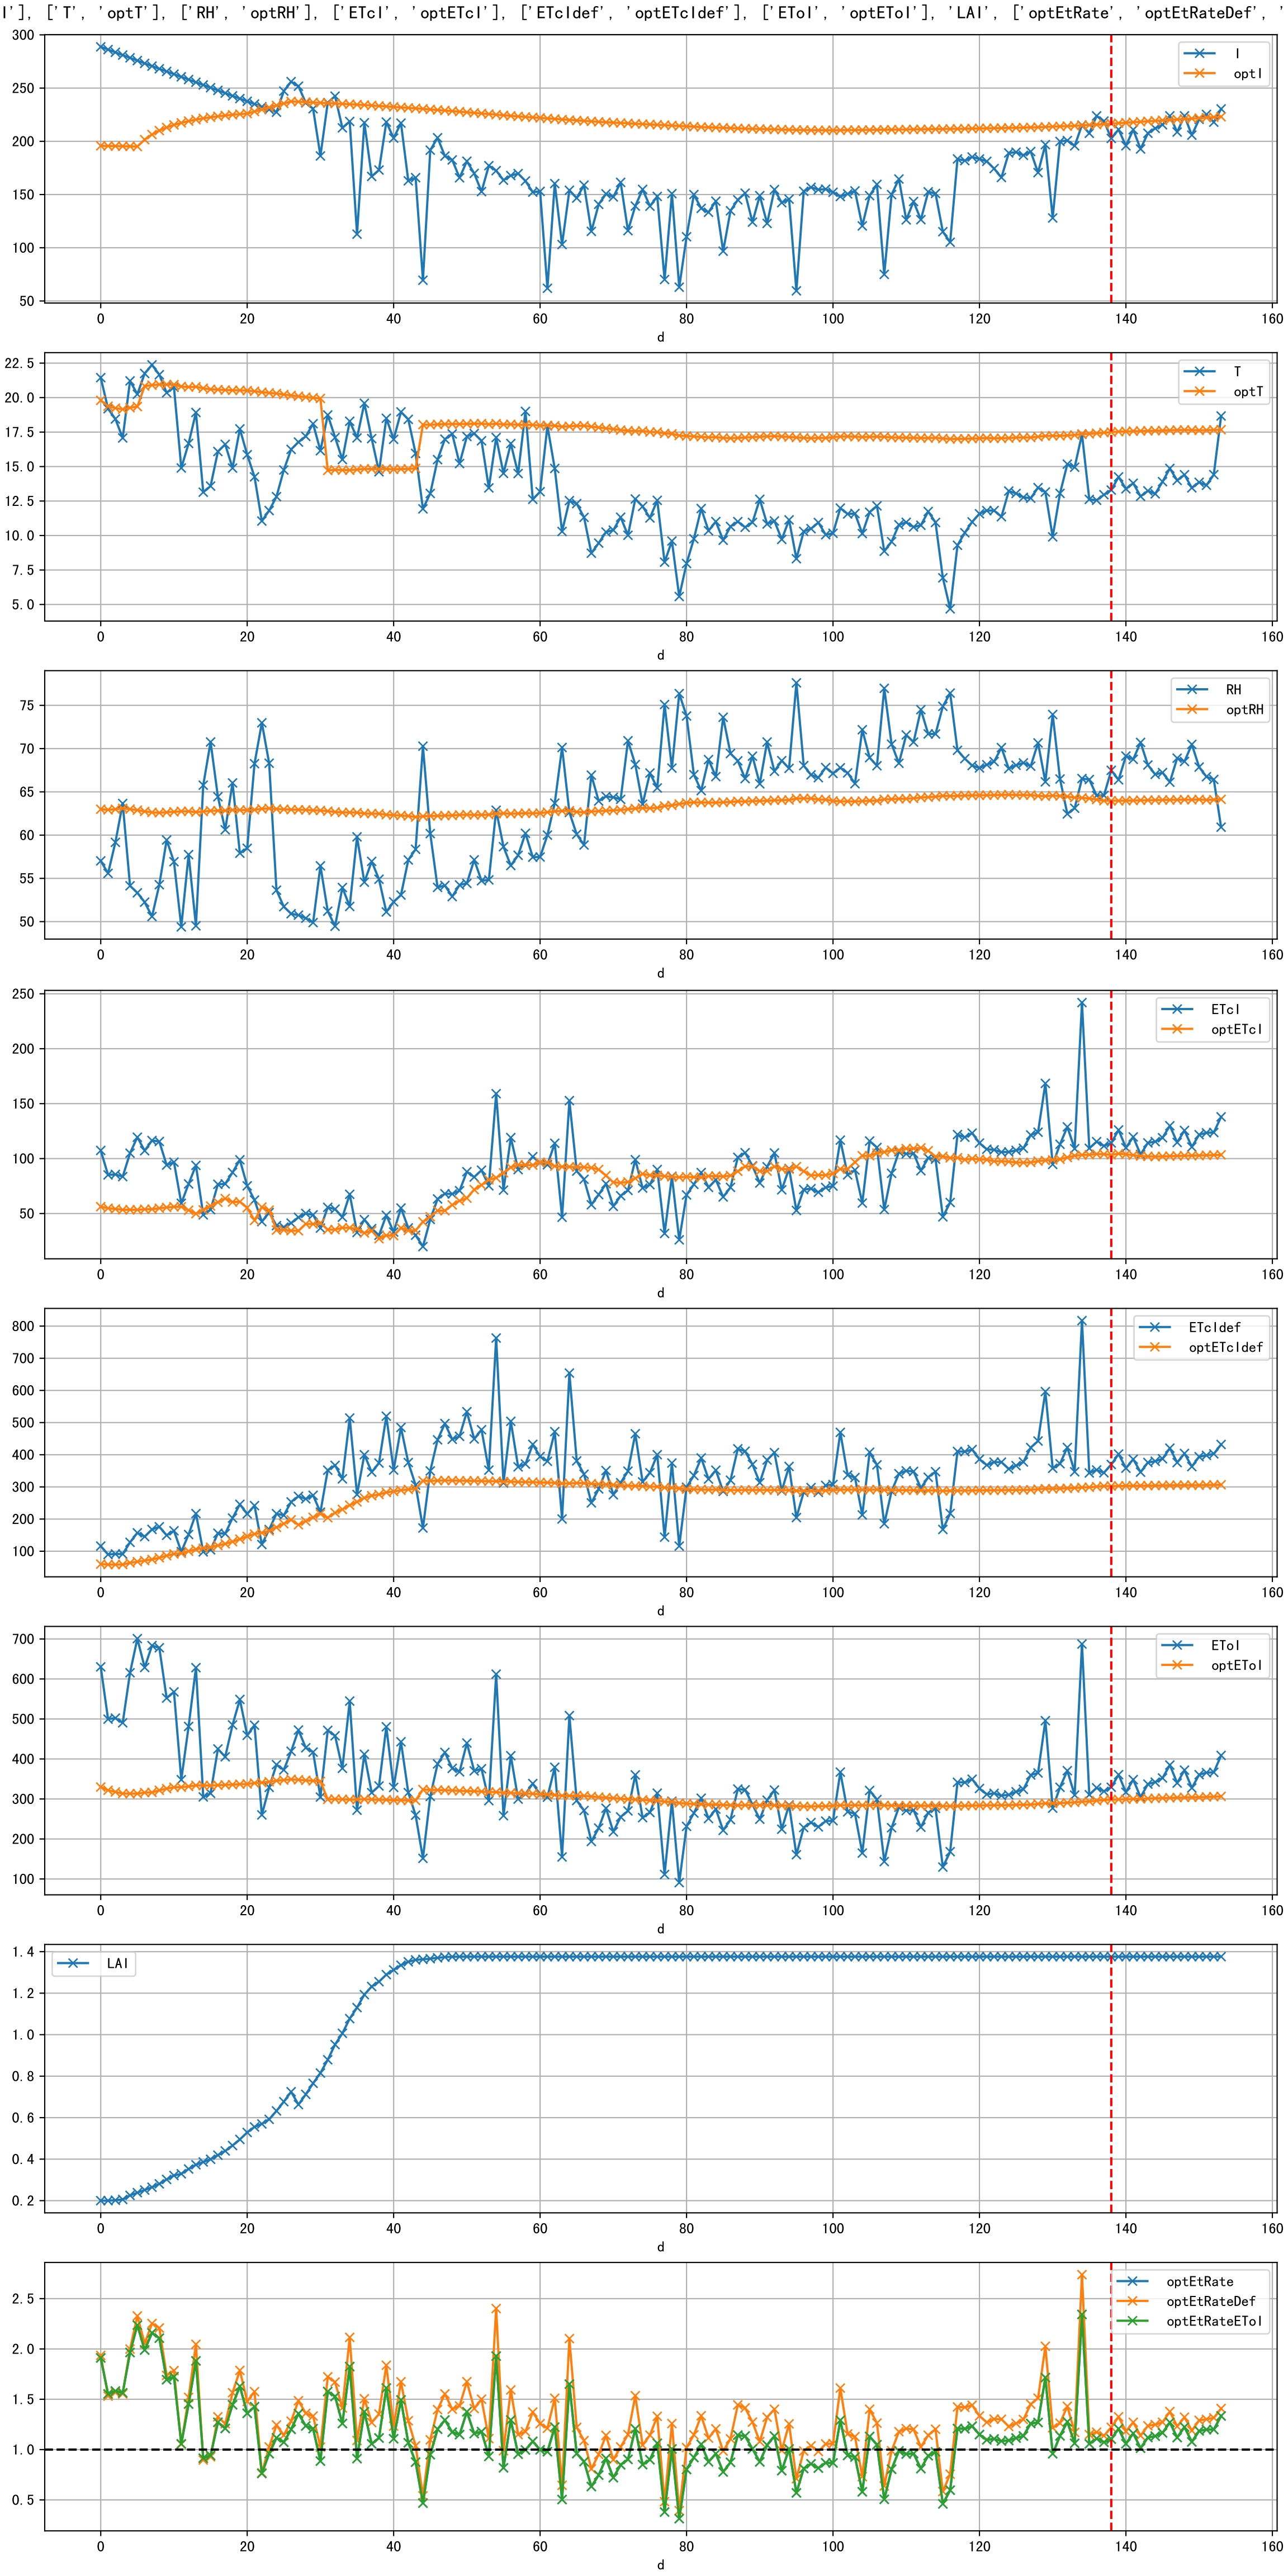 I'], ['T', 'optT'], ['RH', 'optRH'], ['ETcI', 'optETcI'], ['ETcIdef', 'optETcIdef'], ['EToI', 'optEToI'], 'LAI', ['optEtRate', 'optEtRateDef', '
300
250
200
150
100
50
I
optI
0 20 40 60 80 100 120 140 160
d
22.5
20.0
17.5
15.0
12.5
10.0
7.5
5.0
T
optT
0 20 40 60 80 100 120 140 160
d
75
70
65
60
55
50
RH
optRH
0 20 40 60 80 100 120 140 160
d
250
200
150
100
50
ETcI
optETcI
0 20 40 60 80 100 120 140 160
d
800
700
600
500
400
300
200
100
ETcIdef
optETcIdef
0 20 40 60 80 100 120 140 160
d
700
600
500
400
300
200
100
EToI
optEToI
0 20 40 60 80 100 120 140 160
d
1.4
1.2
1.0
0.8
0.6
0.4
0.2
LAI
0 20 40 60 80 100 120 140 160
d
2.5
2.0
1.5
1.0
0.5
optEtRate
optEtRateDef
optEtRateEToI
0 20 40 60 80 100 120 140 160
d